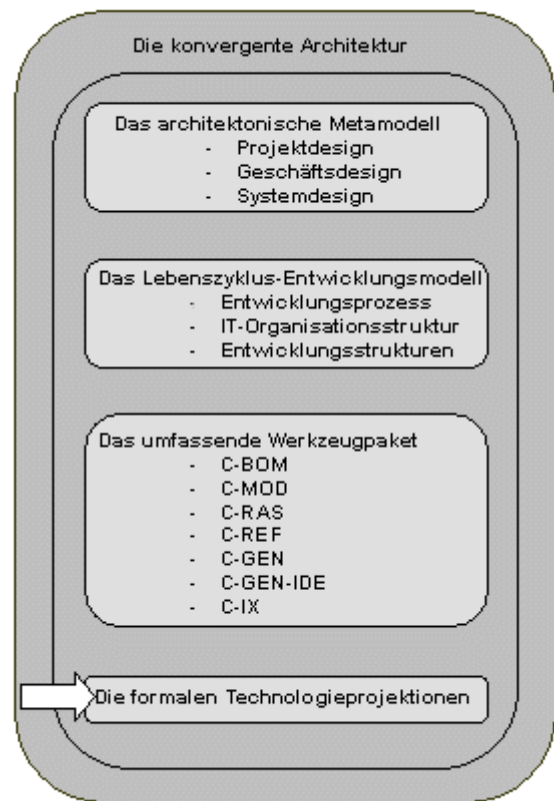 Die konvergente Architektur
Das architektonische Metamodell
- Projektdesign
- Geschäftsdesign
- Systemdesign
Das Lebenszyklus-Entwicklungsmodell
- Entwicklungsprozess
- IT-Organisationsstruktur
- Entwicklungsstrukturen
Das umfassende Werkzeugpaket
- C-BOM
- C-MOD
- C-RAS
- C-REF
- C-GEN
- C-GEN-IDE
- C-IX
Die formalen Technologieprojektionen